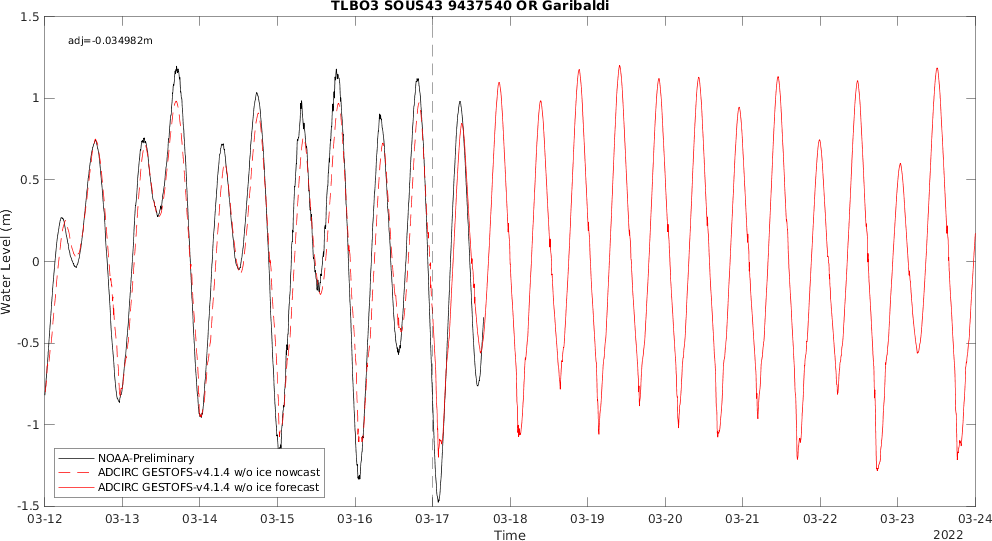 TLBO3 SOUS43 9437540 OR Garibaldi
adj=-0.034982m
1.5
1
0.5
0
-0.5
-1
-1.5
Water Level (m)
NOAA-Preliminary
ADCIRC GESTOFS-v4.1.4 w/o ice nowcast
ADCIRC GESTOFS-v4.1.4 w/o ice forecast
03-12 03-13 03-14 03-15 03-16 03-17 03-18 03-19 03-20 03-21 03-22 03-23 03-24
Time
2022